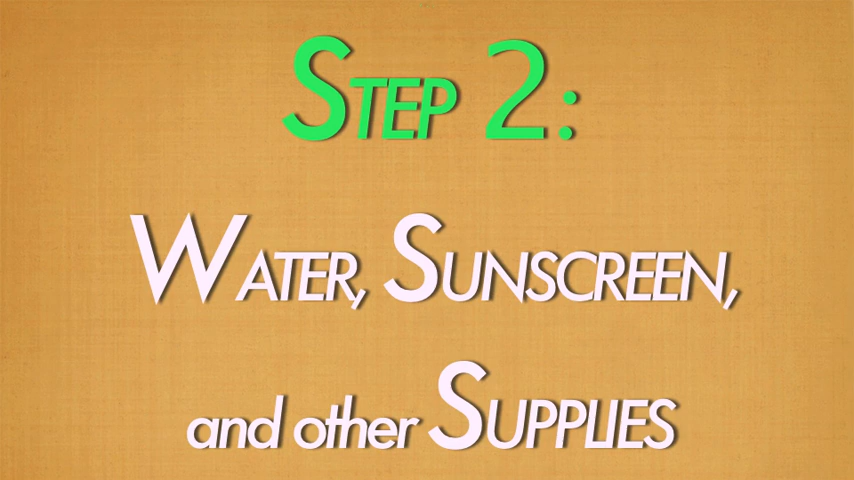 Step 2:
Water, Sunscreen,
and other Supplies